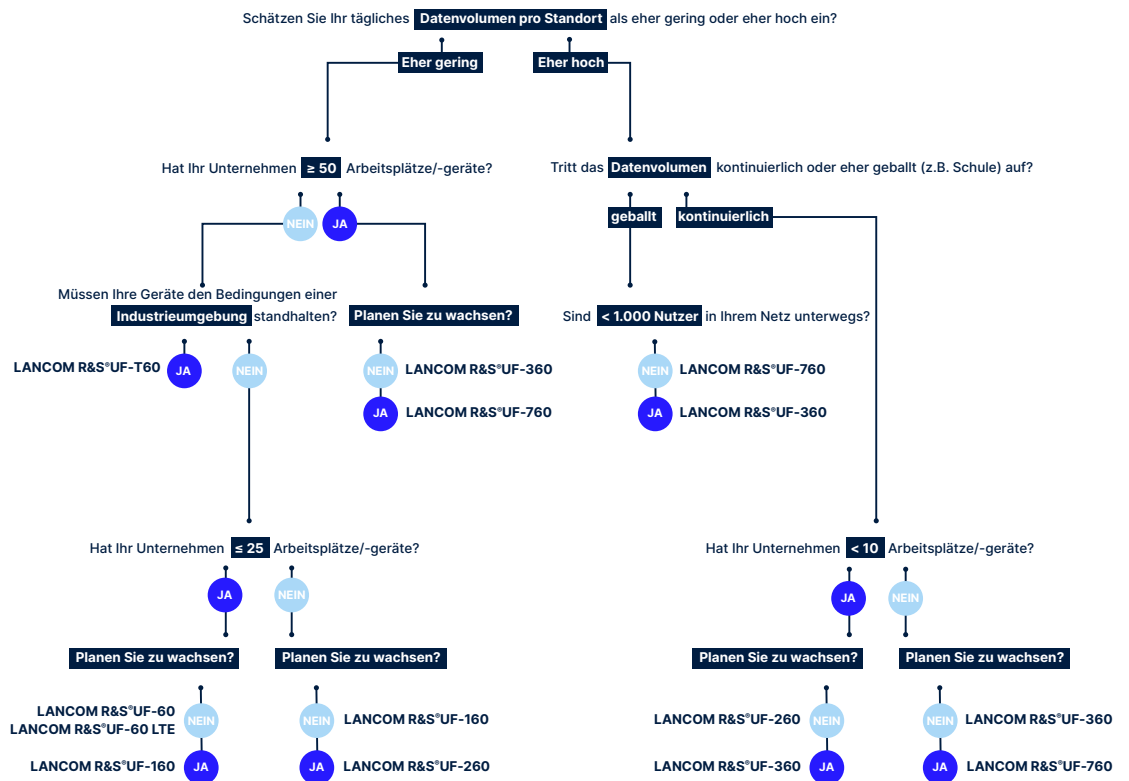 Schätzen Sie Ihr tägliches Datenvolumen pro Standort als eher gering oder eher hoch ein?
Eher gering
Eher hoch
Hat Ihr Unternehmen ≥ 50 Arbeitsplätze/-geräte?
Tritt das Datenvolumen kontinuierlich oder eher geballt (z.B. Schule) auf?
NEIN
JA
geballt
kontinuierlich
Müssen Ihre Geräte den Bedingungen einer
Industrieumgebung standhalten?
Planen Sie zu wachsen?
Sind < 1.000 Nutzer in Ihrem Netz unterwegs?
LANCOM R&S®UF-T60
JA
NEIN
NEIN
LANCOM R&S®UF-360
JA
LANCOM R&S®UF-760
NEIN
LANCOM R&S®UF-760
JA
LANCOM R&S®UF-360
Hat Ihr Unternehmen ≤ 25 Arbeitsplätze/-geräte?
Hat Ihr Unternehmen < 10 Arbeitsplätze/-geräte?
JA
NEIN
JA
NEIN
Planen Sie zu wachsen?
Planen Sie zu wachsen?
Planen Sie zu wachsen?
Planen Sie zu wachsen?
LANCOM R&S®UF-60
LANCOM R&S®UF-60 LTE
NEIN
LANCOM R&S®UF-160
JA
NEIN
LANCOM R&S®UF-160
JA
LANCOM R&S®UF-260
LANCOM R&S®UF-260
NEIN
LANCOM R&S®UF-360
JA
NEIN
LANCOM R&S®UF-360
JA
LANCOM R&S®UF-760